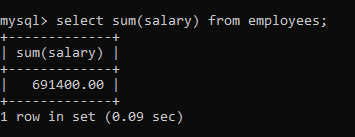 mysql> select sum(salary) from employees;
+-------------+
| sum(salary) |
+-------------+
|   691400.00 |
+-------------+
1 row in set (0.09 sec)